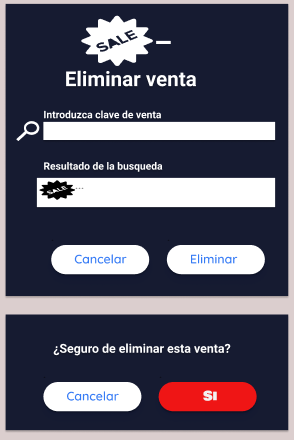 SALE
Eliminar venta
Introduzca clave de venta
Resultado de la busqueda
SALE ...
Cancelar Eliminar
¿Seguro de eliminar esta venta?
Cancelar SI